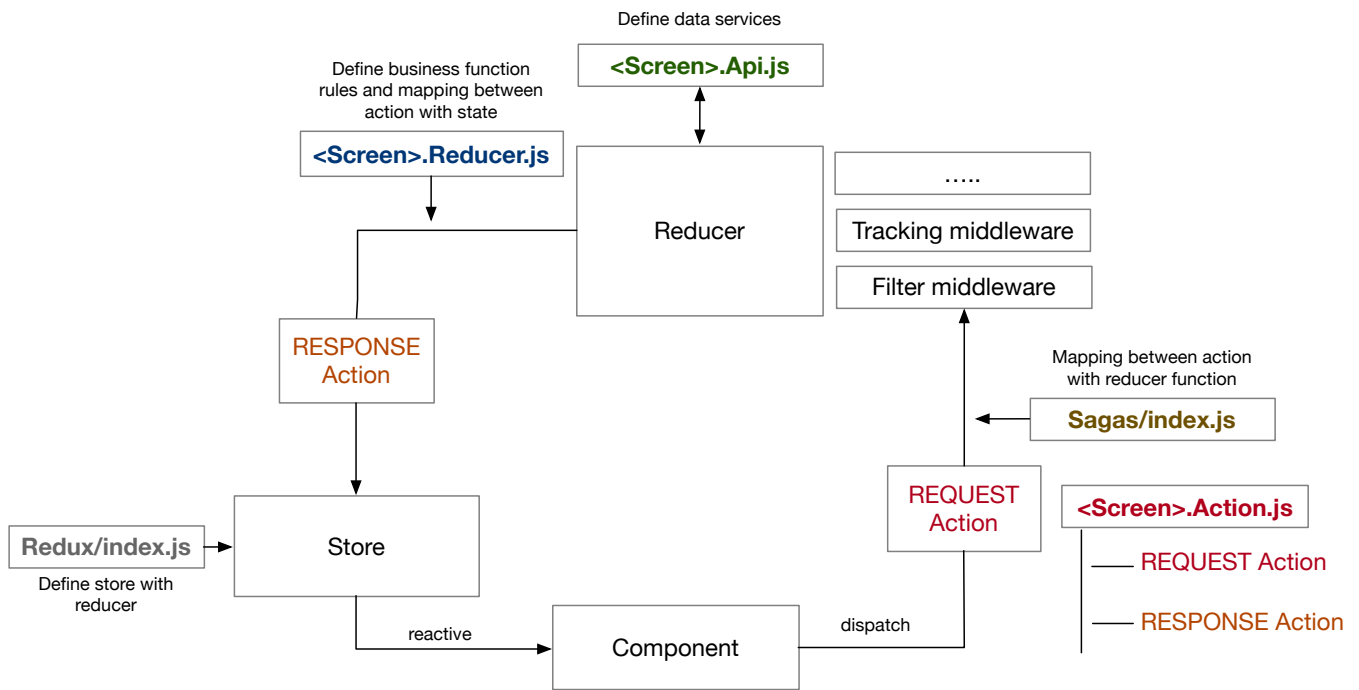 Define data services
<Screen>.Api.js
Define business function
rules and mapping between
action with state
<Screen>.Reducer.js
Reducer
.....
Tracking middleware
Filter middleware
RESPONSE
Action
Mapping between action
with reducer function
Sagas/index.js
REQUEST
Action
<Screen>.Action.js
REQUEST Action
RESPONSE Action
Redux/index.js
Define store with
reducer
Store
reactive
Component
dispatch